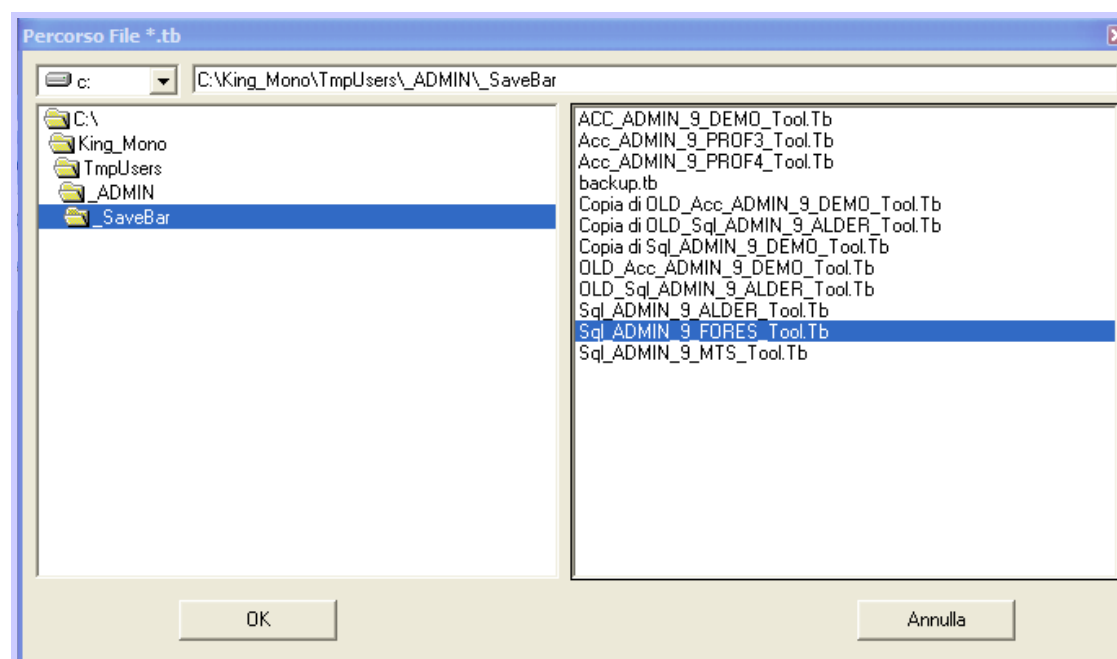 Percorso File *.tb
c:
C:\King_Mono\TmpUsers\_ADMIN\_SaveBar
C:\
King_Mono
TmpUsers
_ADMIN
_SaveBar
ACC_ADMIN_9_DEMO_Tool.Tb
Acc_ADMIN_9_PROF3_Tool.Tb
Acc_ADMIN_9_PROF4_Tool.Tb
backup.tb
Copia di OLD_Acc_ADMIN_9_DEMO_Tool.Tb
Copia di OLD_Sql_ADMIN_9_ALDER_Tool.Tb
Copia di Sql_ADMIN_9_DEMO_Tool.Tb
OLD_Acc_ADMIN_9_DEMO_Tool.Tb
OLD_Sql_ADMIN_9_ALDER_Tool.Tb
Sql_ADMIN_9_ALDER_Tool.Tb
Sql_ADMIN_9_FORES_Tool.Tb
Sql_ADMIN_9_MTS_Tool.Tb
OK
Annulla